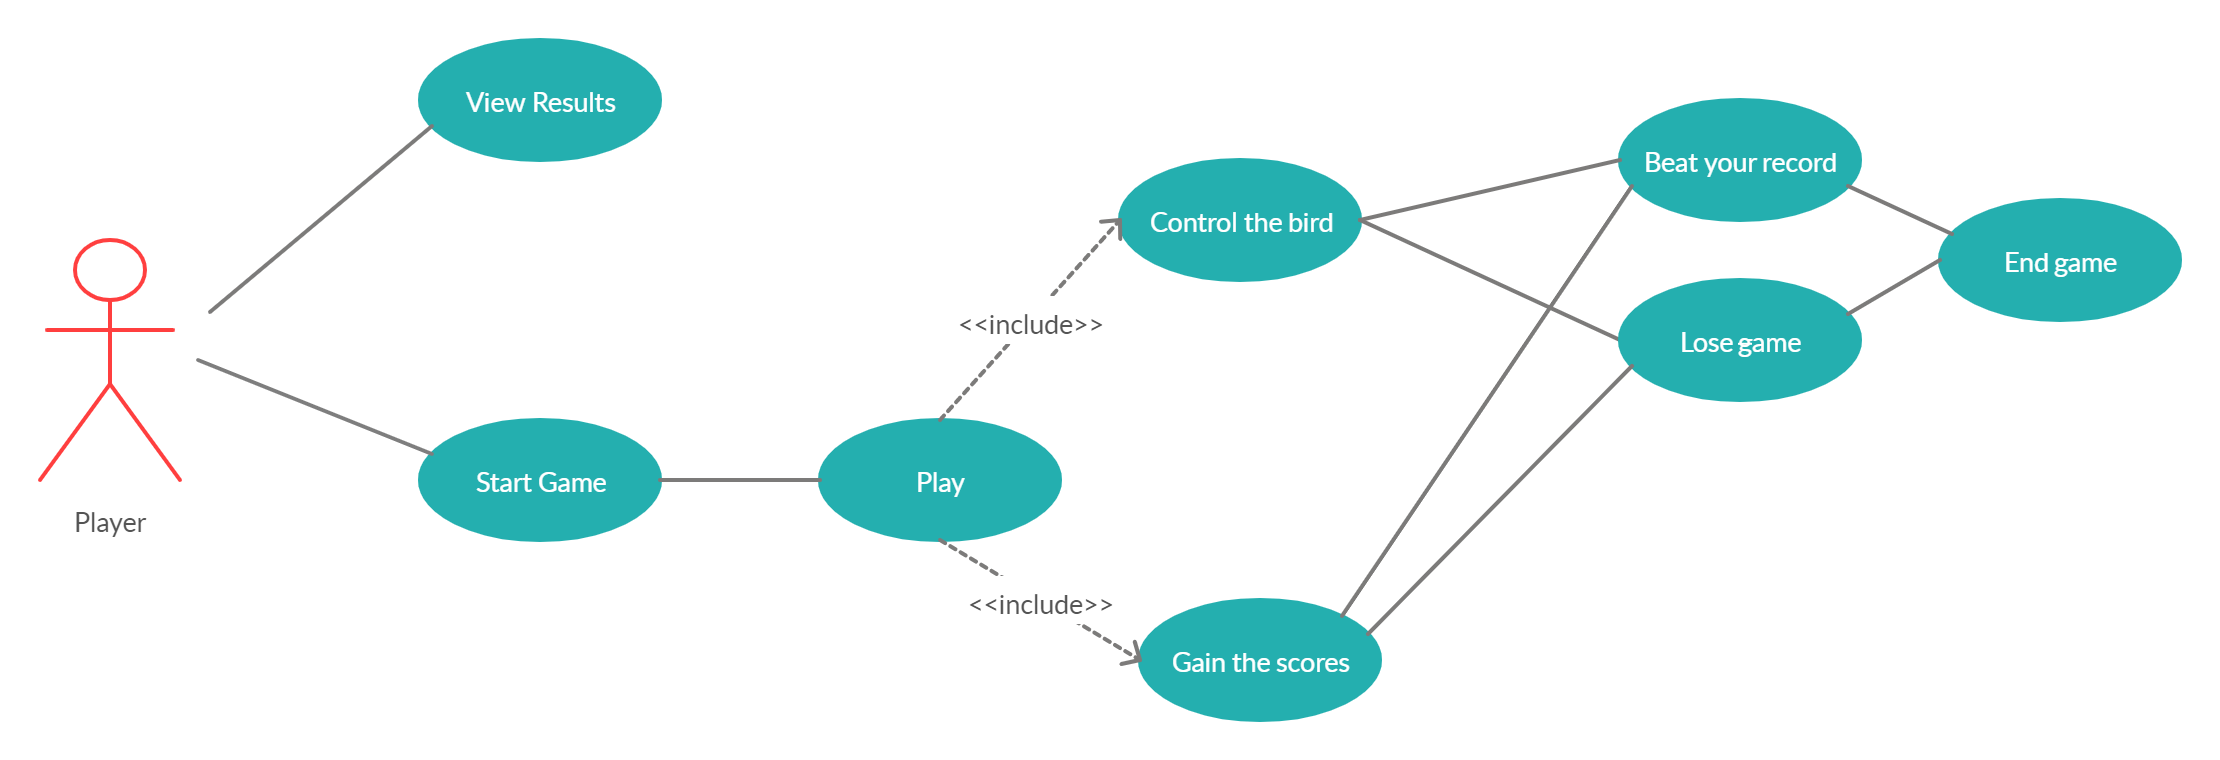 View Results
Beat your record
Control the bird
End game
<<include>>
Lose game
Start Game
Play
Player
<<include>>
Gain the scores